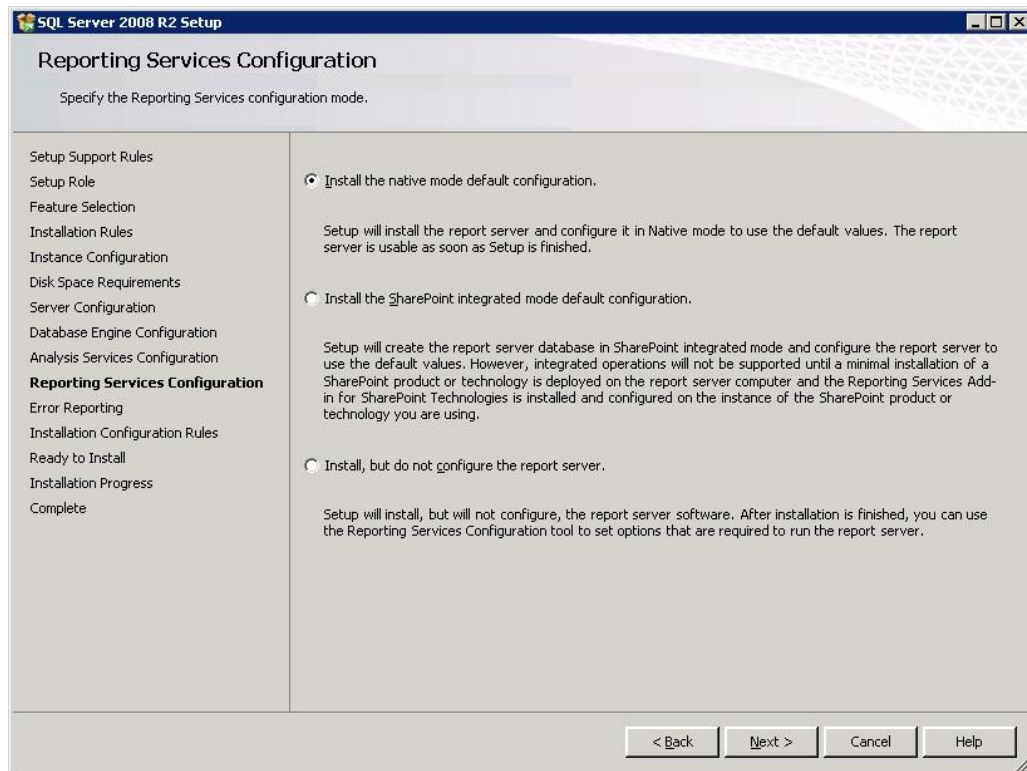 SQL Server 2008 R2 Setup
Reporting Services Configuration
Specify the Reporting Services configuration mode.
Setup Support Rules
Setup Role
Feature Selection
Installation Rules
Instance Configuration
Disk Space Requirements
Server Configuration
Database Engine Configuration
Analysis Services Configuration
Reporting Services Configuration
Error Reporting
Installation Configuration Rules
Ready to Install
Installation Progress
Complete
Install the native mode default configuration.
Setup will install the report server and configure it in Native mode to use the default values. The report
server is usable as soon as Setup is finished.
Install the SharePoint integrated mode default configuration.
Setup will create the report server database in SharePoint integrated mode and configure the report server to
use the default values. However, integrated operations will not be supported until a minimal installation of a
SharePoint product or technology is deployed on the report server computer and the Reporting Services Add-
in for SharePoint Technologies is installed and configured on the instance of the SharePoint product or
technology you are using.
Install, but do not configure the report server.
Setup will install, but will not configure, the report server software. After installation is finished, you can use
the Reporting Services Configuration tool to set options that are required to run the report server.
< Back
Next >
Cancel
Help